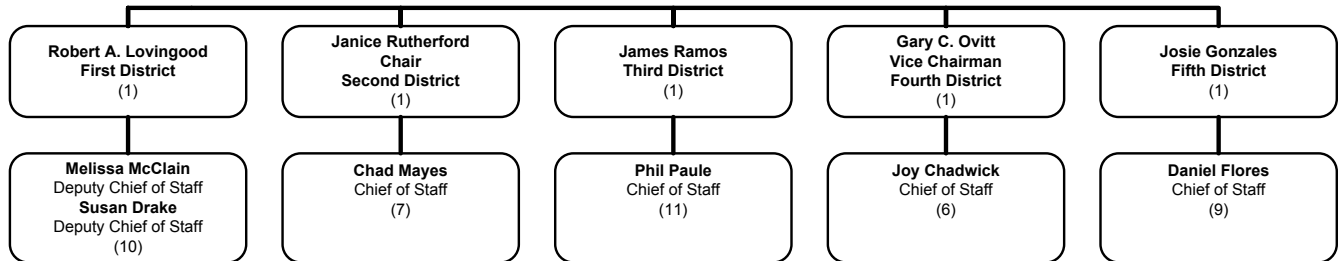 Robert A. Lovingood
First District
(1)
Janice Rutherford
Chair
Second District
(1)
James Ramos
Third District
(1)
Gary C. Ovitt
Vice Chairman
Fourth District
(1)
Josie Gonzales
Fifth District
(1)
Melissa McClain
Deputy Chief of Staff
Susan Drake
Deputy Chief of Staff
(10)
Chad Mayes
Chief of Staff
(7)
Phil Paule
Chief of Staff
(11)
Joy Chadwick
Chief of Staff
(6)
Daniel Flores
Chief of Staff
(9)